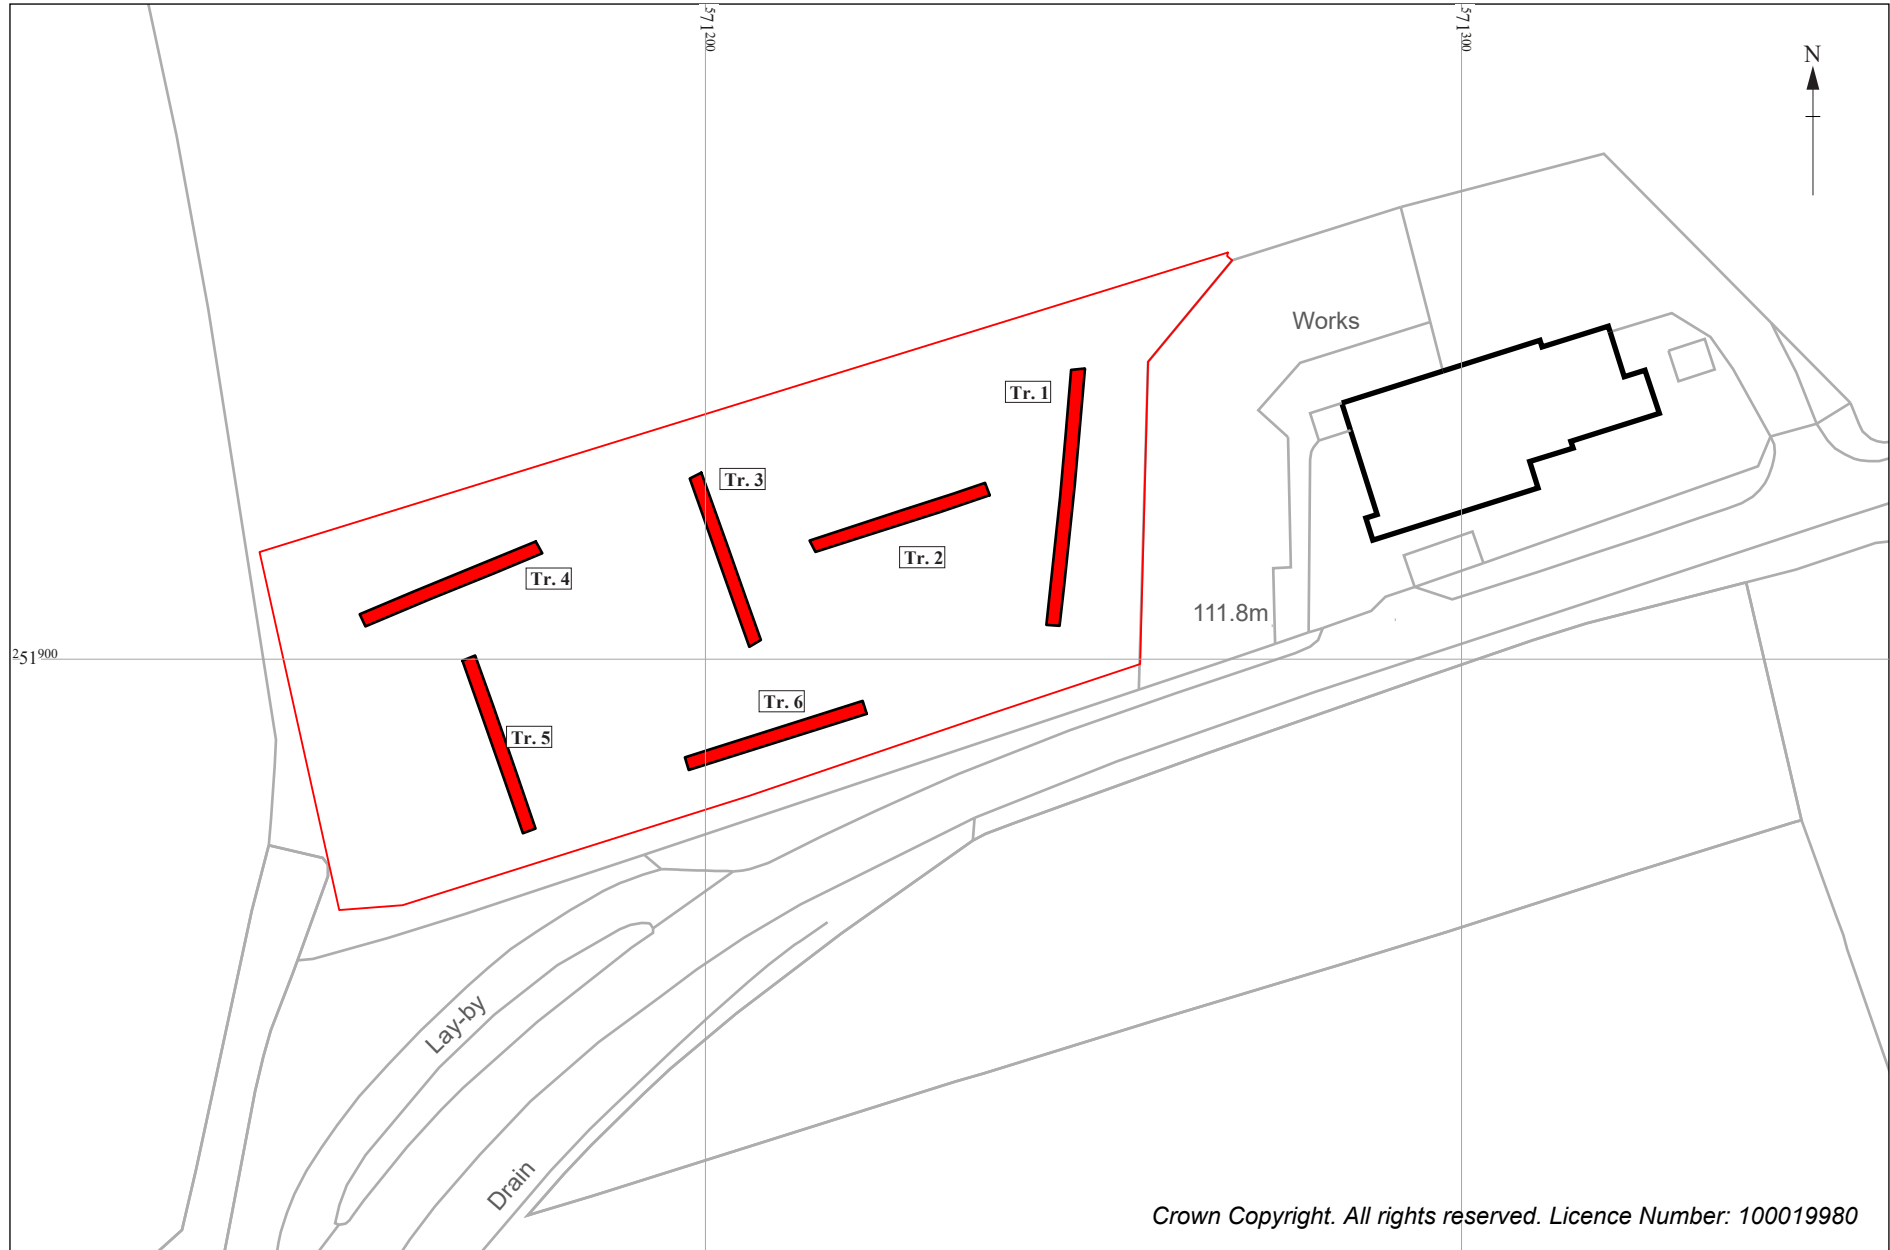 571200
571300
N
Works
Tr. 1
Tr. 3
Tr. 2
Tr. 4
111.8m
251900
Tr. 6
Tr. 5
Lay-by
Drain
Crown Copyright. All rights reserved. Licence Number: 100019980